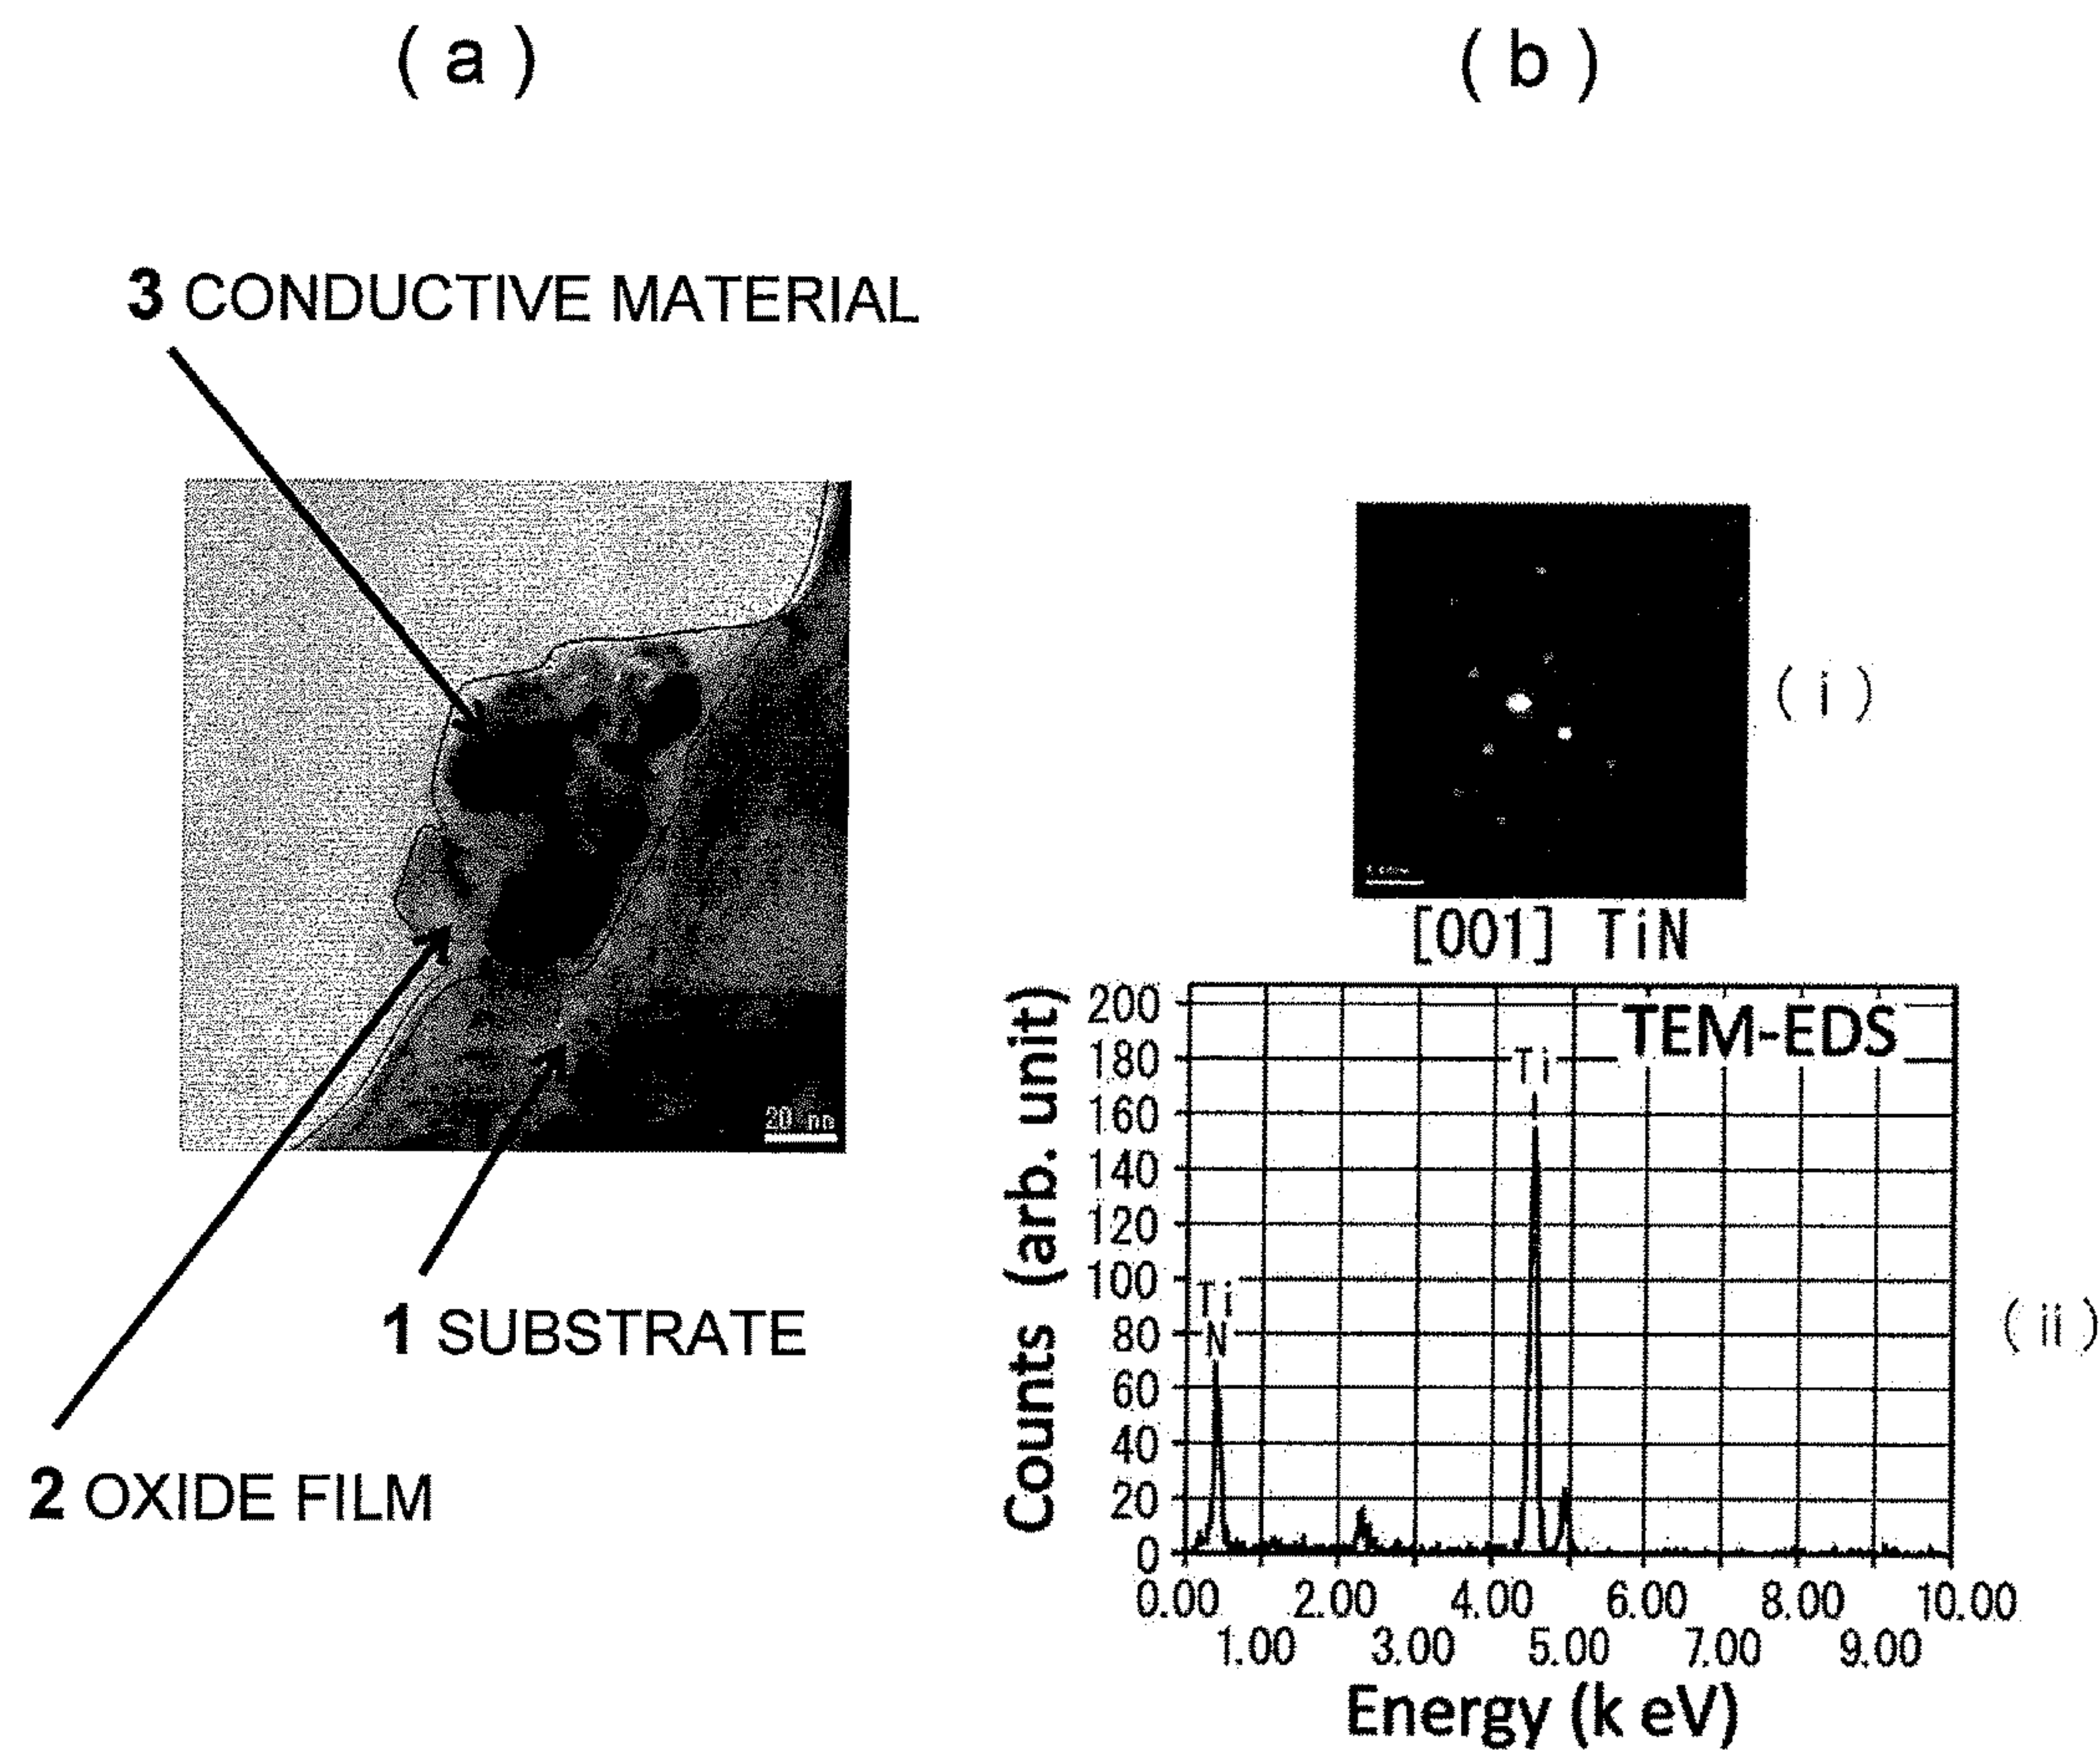 ( a )
( b )
3 CONDUCTIVE MATERIAL
20 nm
1 SUBSTRATE
2 OXIDE FILM
( i )
[001] TiN
TEM-EDS
Counts (arb. unit)
200
180
160
140
120
100
80
60
40
20
0
Ti
Ti
N
( ii )
0.00 2.00 4.00 6.00 8.00 10.00
1.00 3.00 5.00 7.00 9.00
Energy (k eV)